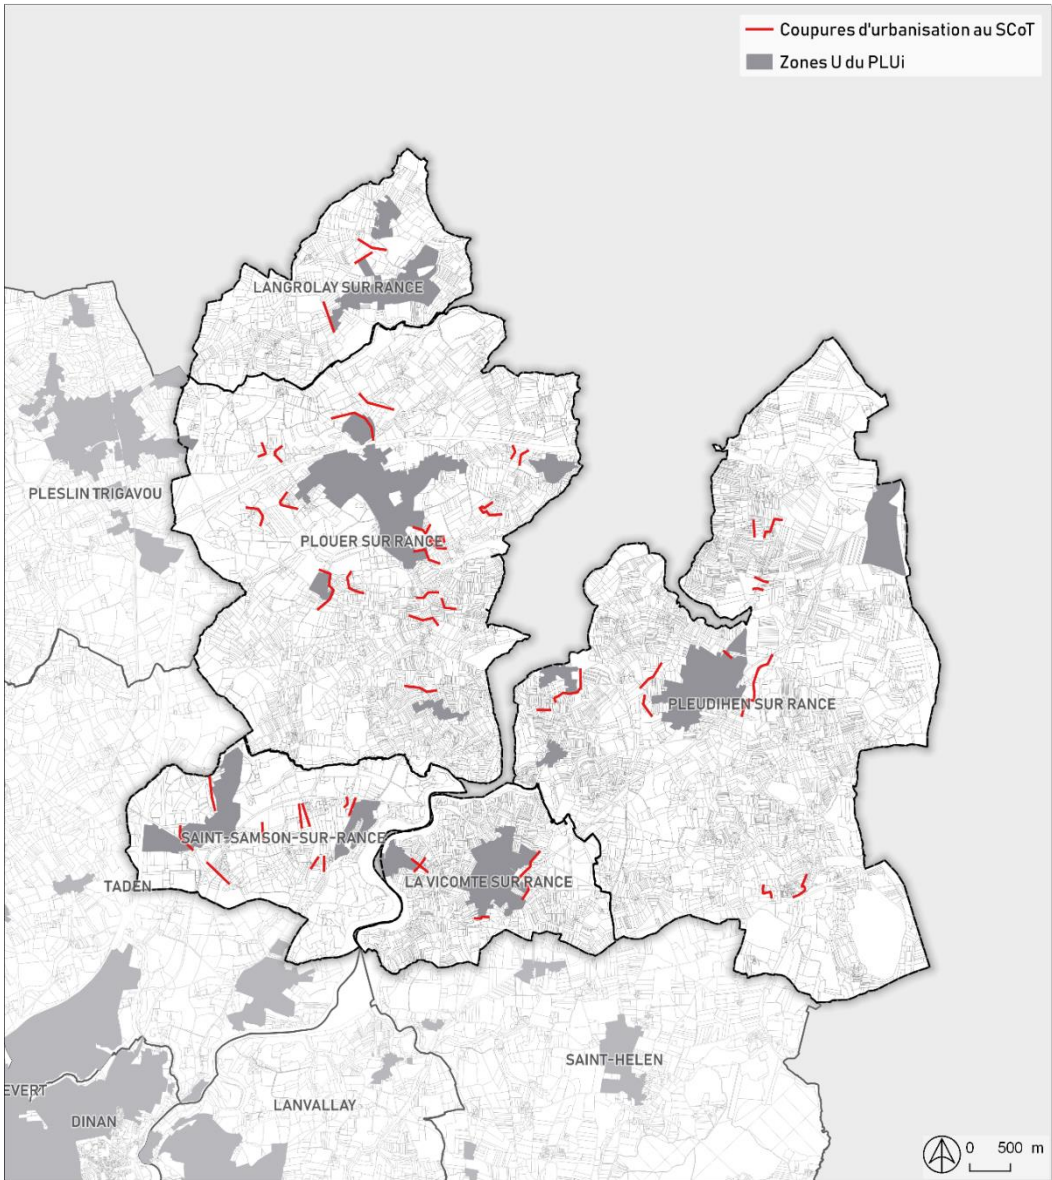 Coupures d'urbanisation au SCoT
Zones U du PLUi
LANGROLAY SUR RANCE
PLESLIN TRIGAVOU
PLOUER SUR RANCE
PLEUDIHEN SUR RANCE
SAINT-SAMSON-SUR-RANCE
TADEN
LA VICOMTE SUR RANCE
SAINT-HELEN
EVERT
LANVALLAY
DINAN
0 500 m